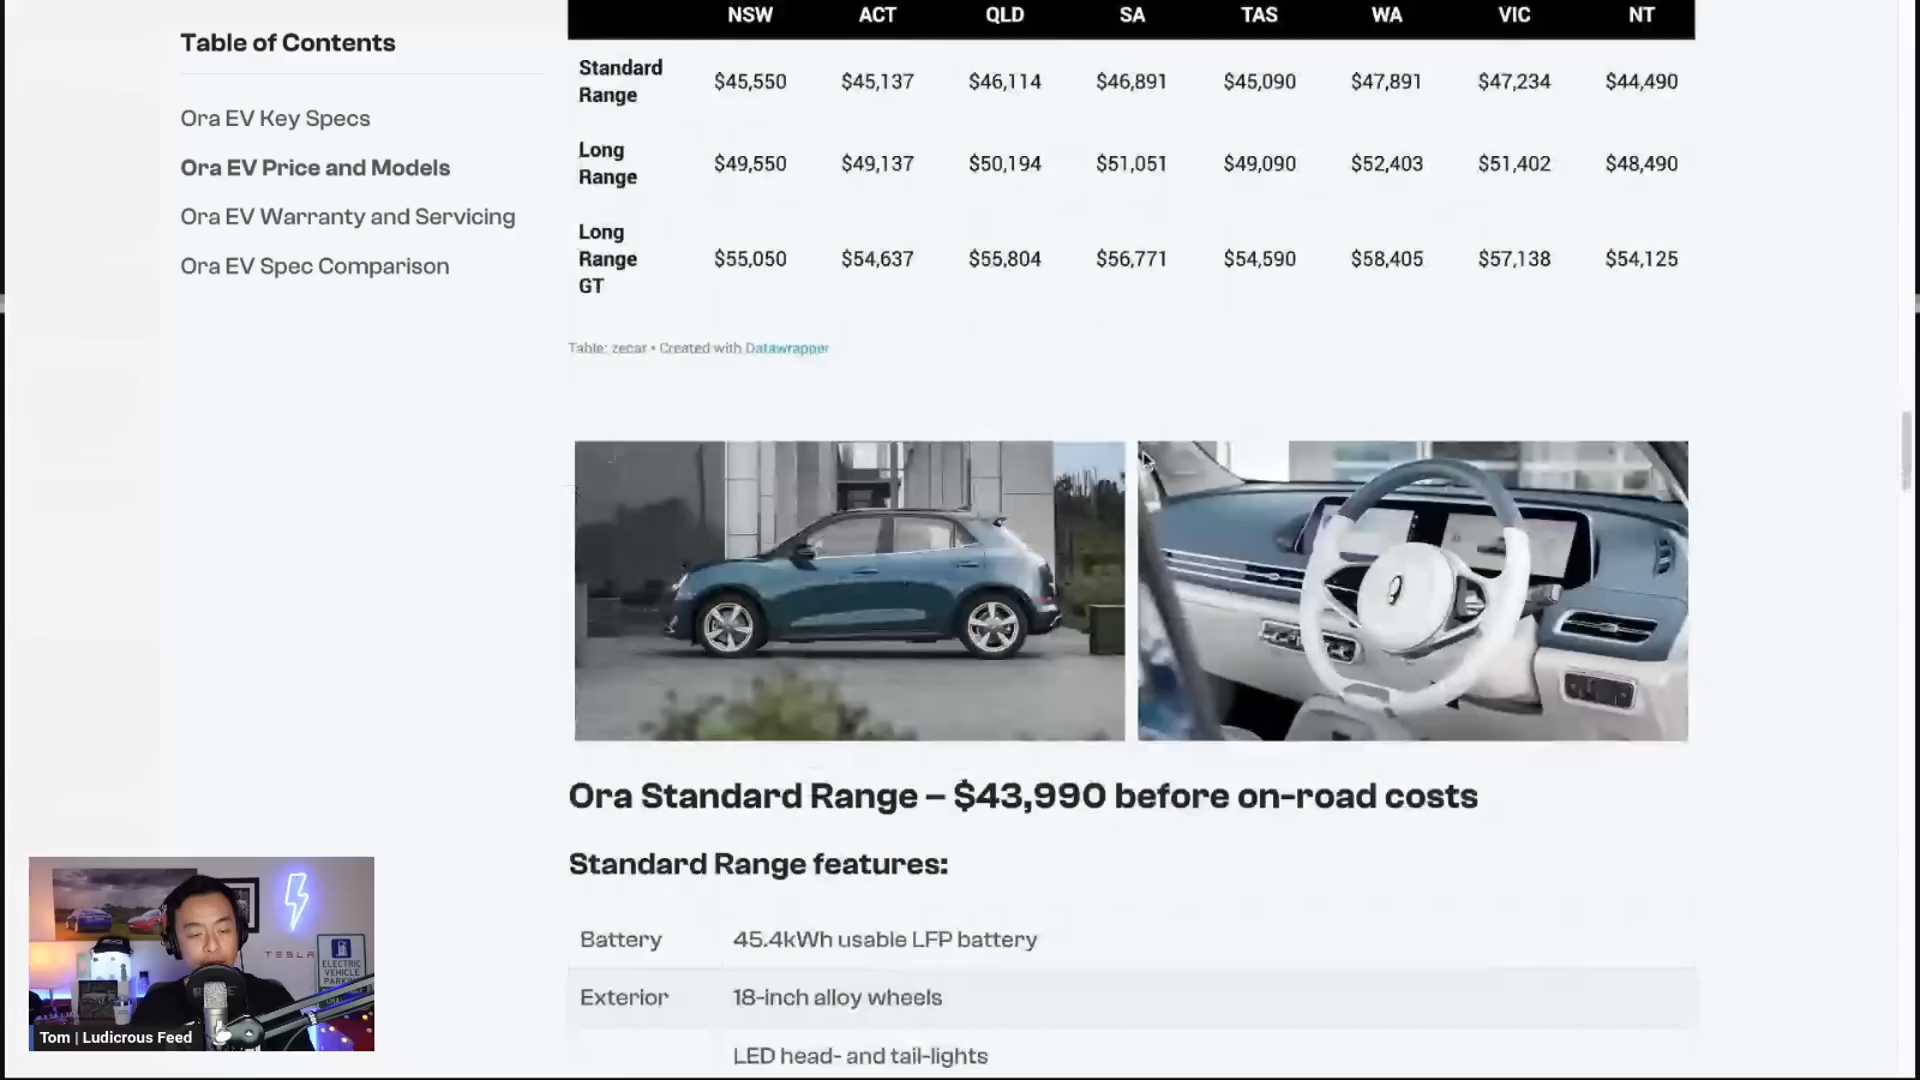 Table of Contents
Ora EV Key Specs
Ora EV Price and Models
Ora EV Warranty and Servicing
Ora EV Spec Comparison
NSW ACT QLD SA TAS WA VIC NT
Standard Range $45,550 $45,137 $46,114 $46,891 $45,090 $47,891 $47,234 $44,490
Long Range $49,550 $49,137 $50,194 $51,051 $49,090 $52,403 $51,402 $48,490
Long Range GT $55,050 $54,637 $55,804 $56,771 $54,590 $58,405 $57,138 $54,125
Table: zecar • Created with Datawrapper
Ora Standard Range – $43,990 before on-road costs
Standard Range features:
Battery 45.4kWh usable LFP battery
Exterior 18-inch alloy wheels
LED head- and tail-lights
TESLA
ELECTRIC
VEHICLE
PARKING
Tom | Ludicrous Feed